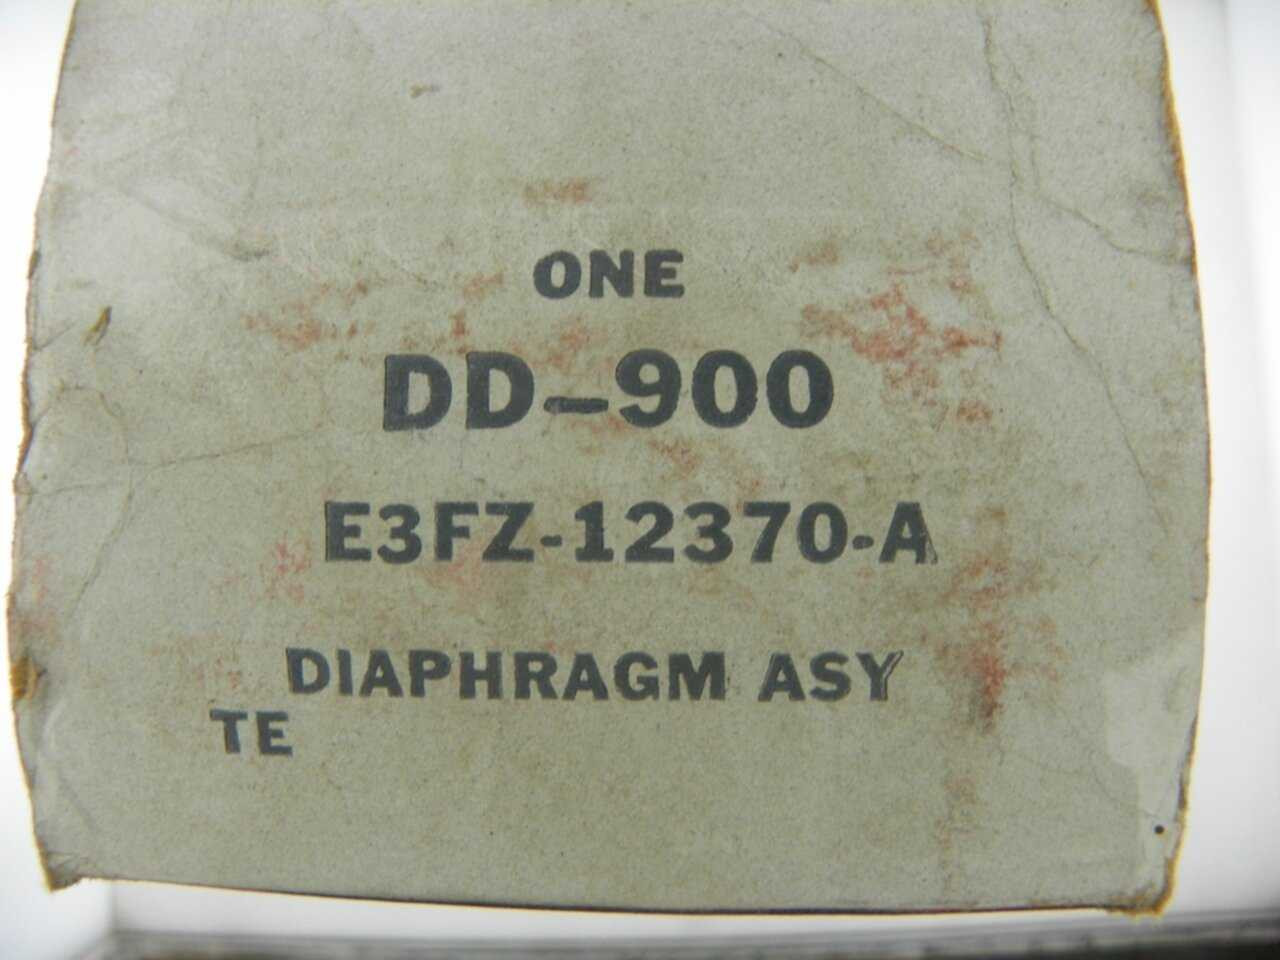 ONE
DD-900
E3FZ-12370-A
DIAPHRAGM ASY
TE